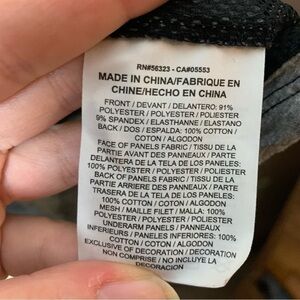 RN#56323 - CA#05553
MADE IN CHINA/FABRIQUE EN
CHINE/HECHO EN CHINA
FRONT / DEVANT / DELANTERO: 91%
POLYESTER / POLYESTER / POLIESTER
9% SPANDEX / ELASTHANNE / ELASTANO
BACK / DOS / ESPALDA: 100% COTTON /
COTON / ALGODON
FACE OF PANELS FABRIC / TISSU DE LA
PARTIE AVANT DES PANNEAUX / PARTE
DELANTERA DE LA TELA DE LOS PANELES:
100% POLYESTER / POLYESTER / POLIESTER
BACK OF PANELS FABRIC / TISSU DE LA
PARTIE ARRIERE DES PANNEAUX / PARTE
TRASERA DE LA TELA DE LOS PANELES:
100% COTTON / COTON / ALGODON
MESH / MAILLE FILET / MALLA: 100%
POLYESTER / POLYESTER / POLIESTER
UNDERARM PANELS / PANNEAUX
INFERIEURS / PANELES INFERIORES: 100%
COTTON / COTON / ALGODON
EXCLUSIVE OF DECORATION / DECORATION
NON COMPRISE / NO INCLUYE LA
DECORACION